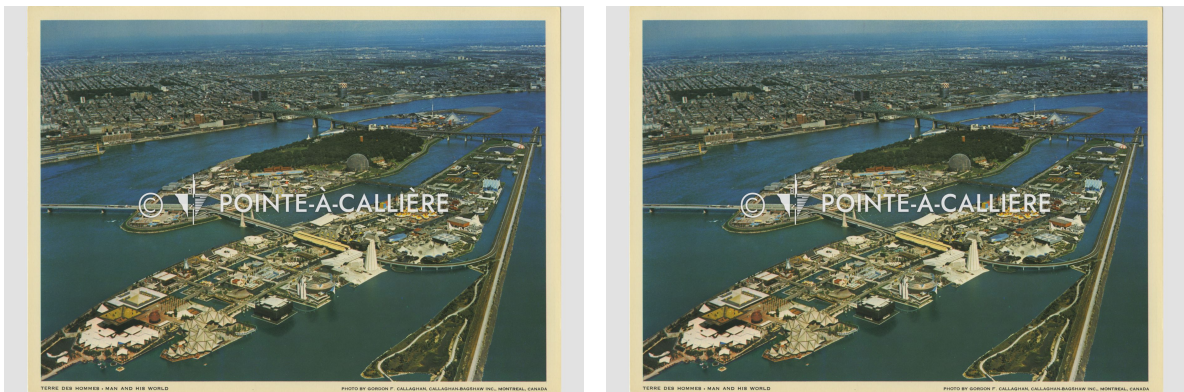 © POINTE-À-CALLIÈRE
TERRE DES HOMMES • MAN AND HIS WORLD
PHOTO BY GORDON F. CALLAGHAN, CALLAGHAN-BAGSHAW INC., MONTREAL, CANADA
© POINTE-À-CALLIÈRE
TERRE DES HOMMES • MAN AND HIS WORLD
PHOTO BY GORDON F. CALLAGHAN, CALLAGHAN-BAGSHAW INC., MONTREAL, CANADA